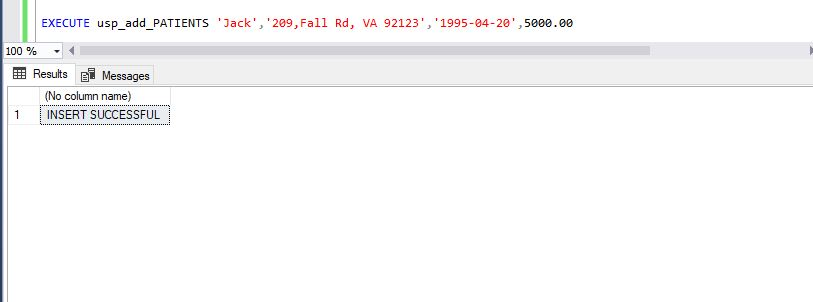 EXECUTE usp_add_PATIENTS 'Jack','209,Fall Rd, VA 92123','1995-04-20',5000.00
100 %
Results Messages
(No column name)
1 INSERT SUCCESSFUL